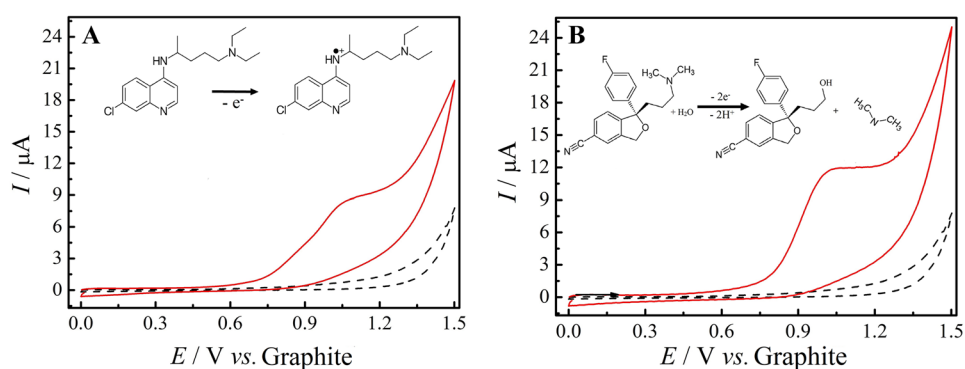 A
24
21
18
15
12
9
6
3
0
I / μA
0.0 0.3 0.6 0.9 1.2 1.5
E / V vs. Graphite
HN
N
Cl
N
- e-
HN
•+
N
Cl
N
B
24
21
18
15
12
9
6
3
0
I / μA
0.0 0.3 0.6 0.9 1.2 1.5
E / V vs. Graphite
F
H3C
CH3
N
O
N
+ H2O
- 2e-
- 2H+
F
OH
O
N
+
H3C
N
CH3